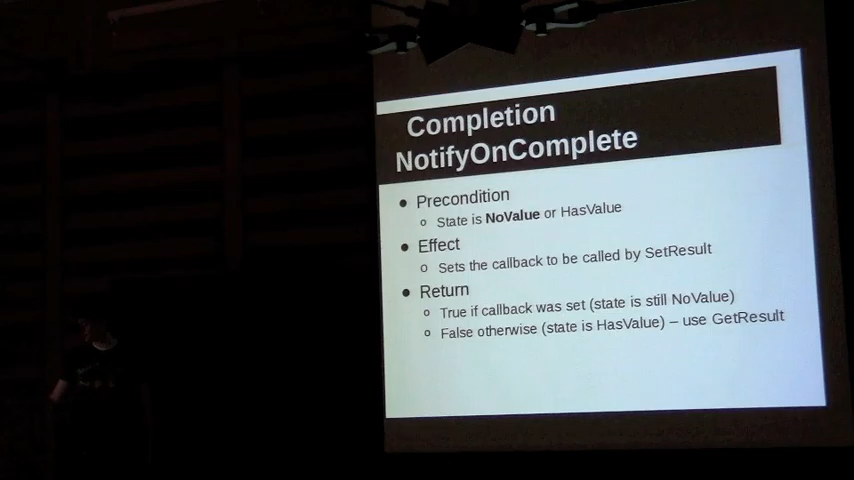 Completion
NotifyOnComplete
● Precondition
o State is NoValue or HasValue
● Effect
o Sets the callback to be called by SetResult
● Return
o True if callback was set (state is still NoValue)
o False otherwise (state is HasValue) – use GetResult